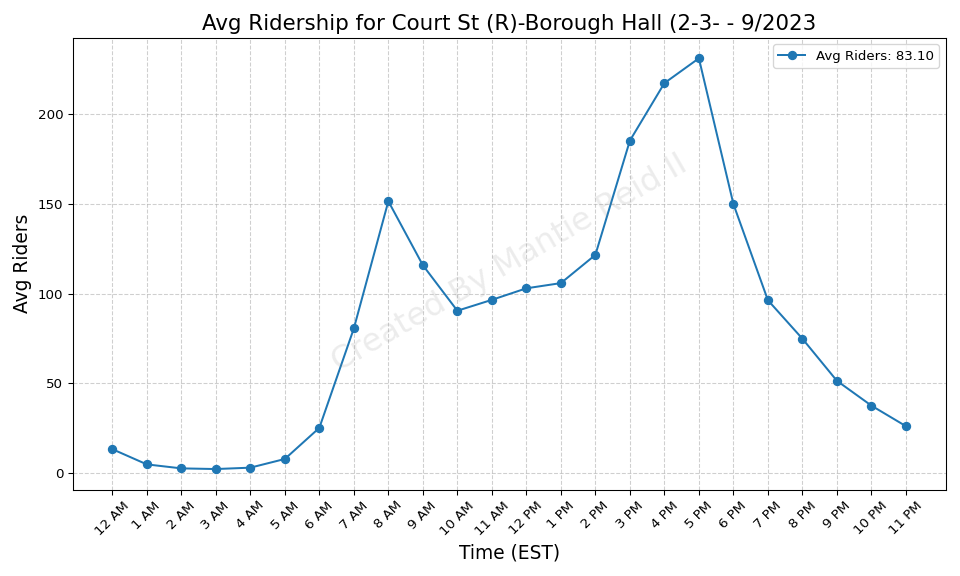 Avg Ridership for Court St (R)-Borough Hall (2-3- - 9/2023
Avg Riders: 83.10
Avg Riders
200
150
100
50
0
Created By Mantle Reid II
12 AM
1 AM
2 AM
3 AM
4 AM
5 AM
6 AM
7 AM
8 AM
9 AM
10 AM
11 AM
12 PM
1 PM
2 PM
3 PM
4 PM
5 PM
6 PM
7 PM
8 PM
9 PM
10 PM
11 PM
Time (EST)